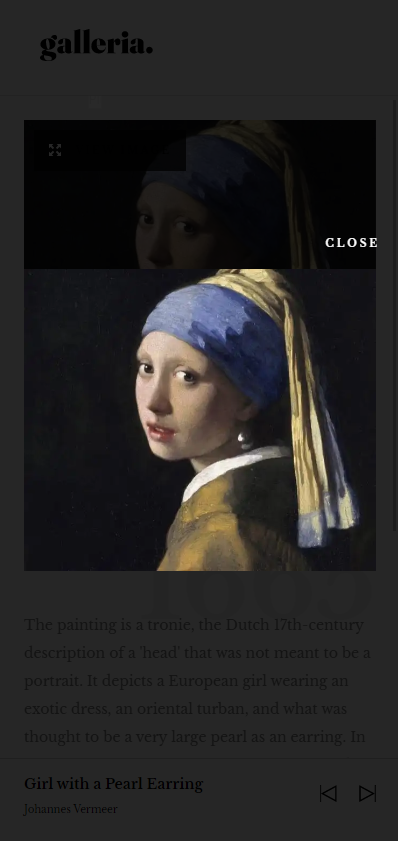 galleria.
CLOSE
The painting is a tronie, the Dutch 17th-century
description of a 'head' that was not meant to be a
portrait. It depicts a European girl wearing an
exotic dress, an oriental turban, and what was
thought to be a very large pearl as an earring. In
Girl with a Pearl Earring
Johannes Vermeer